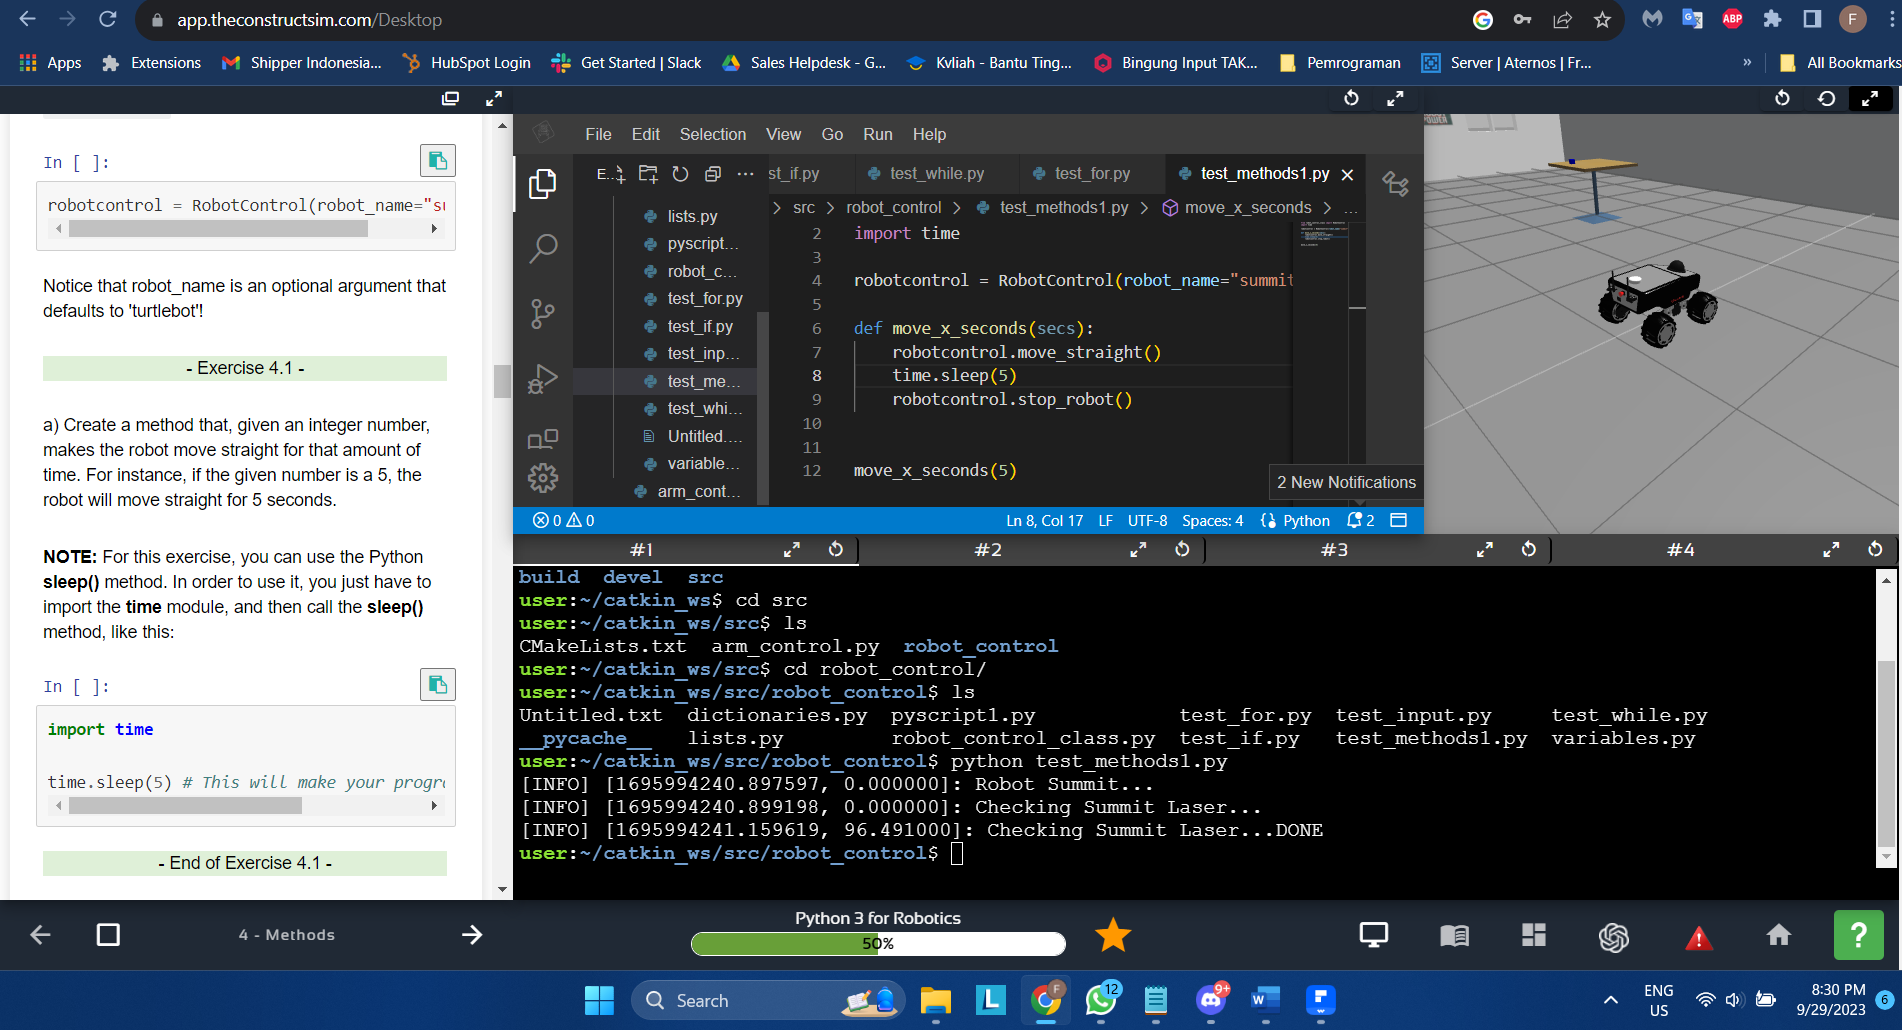 app.theconstructsim.com/Desktop
F
Apps
Extensions
Shipper Indonesia...
HubSpot Login
Get Started | Slack
Sales Helpdesk - G...
Kvliah - Bantu Ting...
Bingung Input TAK...
Pemrograman
Server | Aternos | Fr...
»
All Bookmarks
In [ ]:
robotcontrol = RobotControl(robot_name="su
Notice that robot_name is an optional argument that
defaults to 'turtlebot'!
- Exercise 4.1 -
a) Create a method that, given an integer number,
makes the robot move straight for that amount of
time. For instance, if the given number is a 5, the
robot will move straight for 5 seconds.
NOTE: For this exercise, you can use the Python
sleep() method. In order to use it, you just have to
import the time module, and then call the sleep()
method, like this:
In [ ]:
import time
time.sleep(5) # This will make your progra
- End of Exercise 4.1 -
File Edit Selection View Go Run Help
E...
st_if.py
test_while.py
test_for.py
test_methods1.py
> src > robot_control > test_methods1.py > move_x_seconds > ...
lists.py
pyscript...
robot_c...
test_for.py
test_if.py
test_inp...
test_me...
test_whi...
Untitled....
variable...
arm_cont...
2 import time
3
4 robotcontrol = RobotControl(robot_name="summit
5
6 def move_x_seconds(secs):
7 robotcontrol.move_straight()
8 time.sleep(5)
9 robotcontrol.stop_robot()
10
11
12 move_x_seconds(5)
2 New Notifications
0 0
Ln 8, Col 17 LF UTF-8 Spaces: 4 Python 2
POWER
#1
#2
#3
#4
build devel src
user:~/catkin_ws$ cd src
user:~/catkin_ws/src$ ls
CMakeLists.txt arm_control.py robot_control
user:~/catkin_ws/src$ cd robot_control/
user:~/catkin_ws/src/robot_control$ ls
Untitled.txt dictionaries.py pyscript1.py test_for.py test_input.py test_while.py
__pycache__ lists.py robot_control_class.py test_if.py test_methods1.py variables.py
user:~/catkin_ws/src/robot_control$ python test_methods1.py
[INFO] [1695994240.897597, 0.000000]: Robot Summit...
[INFO] [1695994240.899198, 0.000000]: Checking Summit Laser...
[INFO] [1695994241.159619, 96.491000]: Checking Summit Laser...DONE
user:~/catkin_ws/src/robot_control$
4 - Methods
Python 3 for Robotics
50%
?
Search
L
F
12
9+
W
ENG
US
8:30 PM
9/29/2023
6